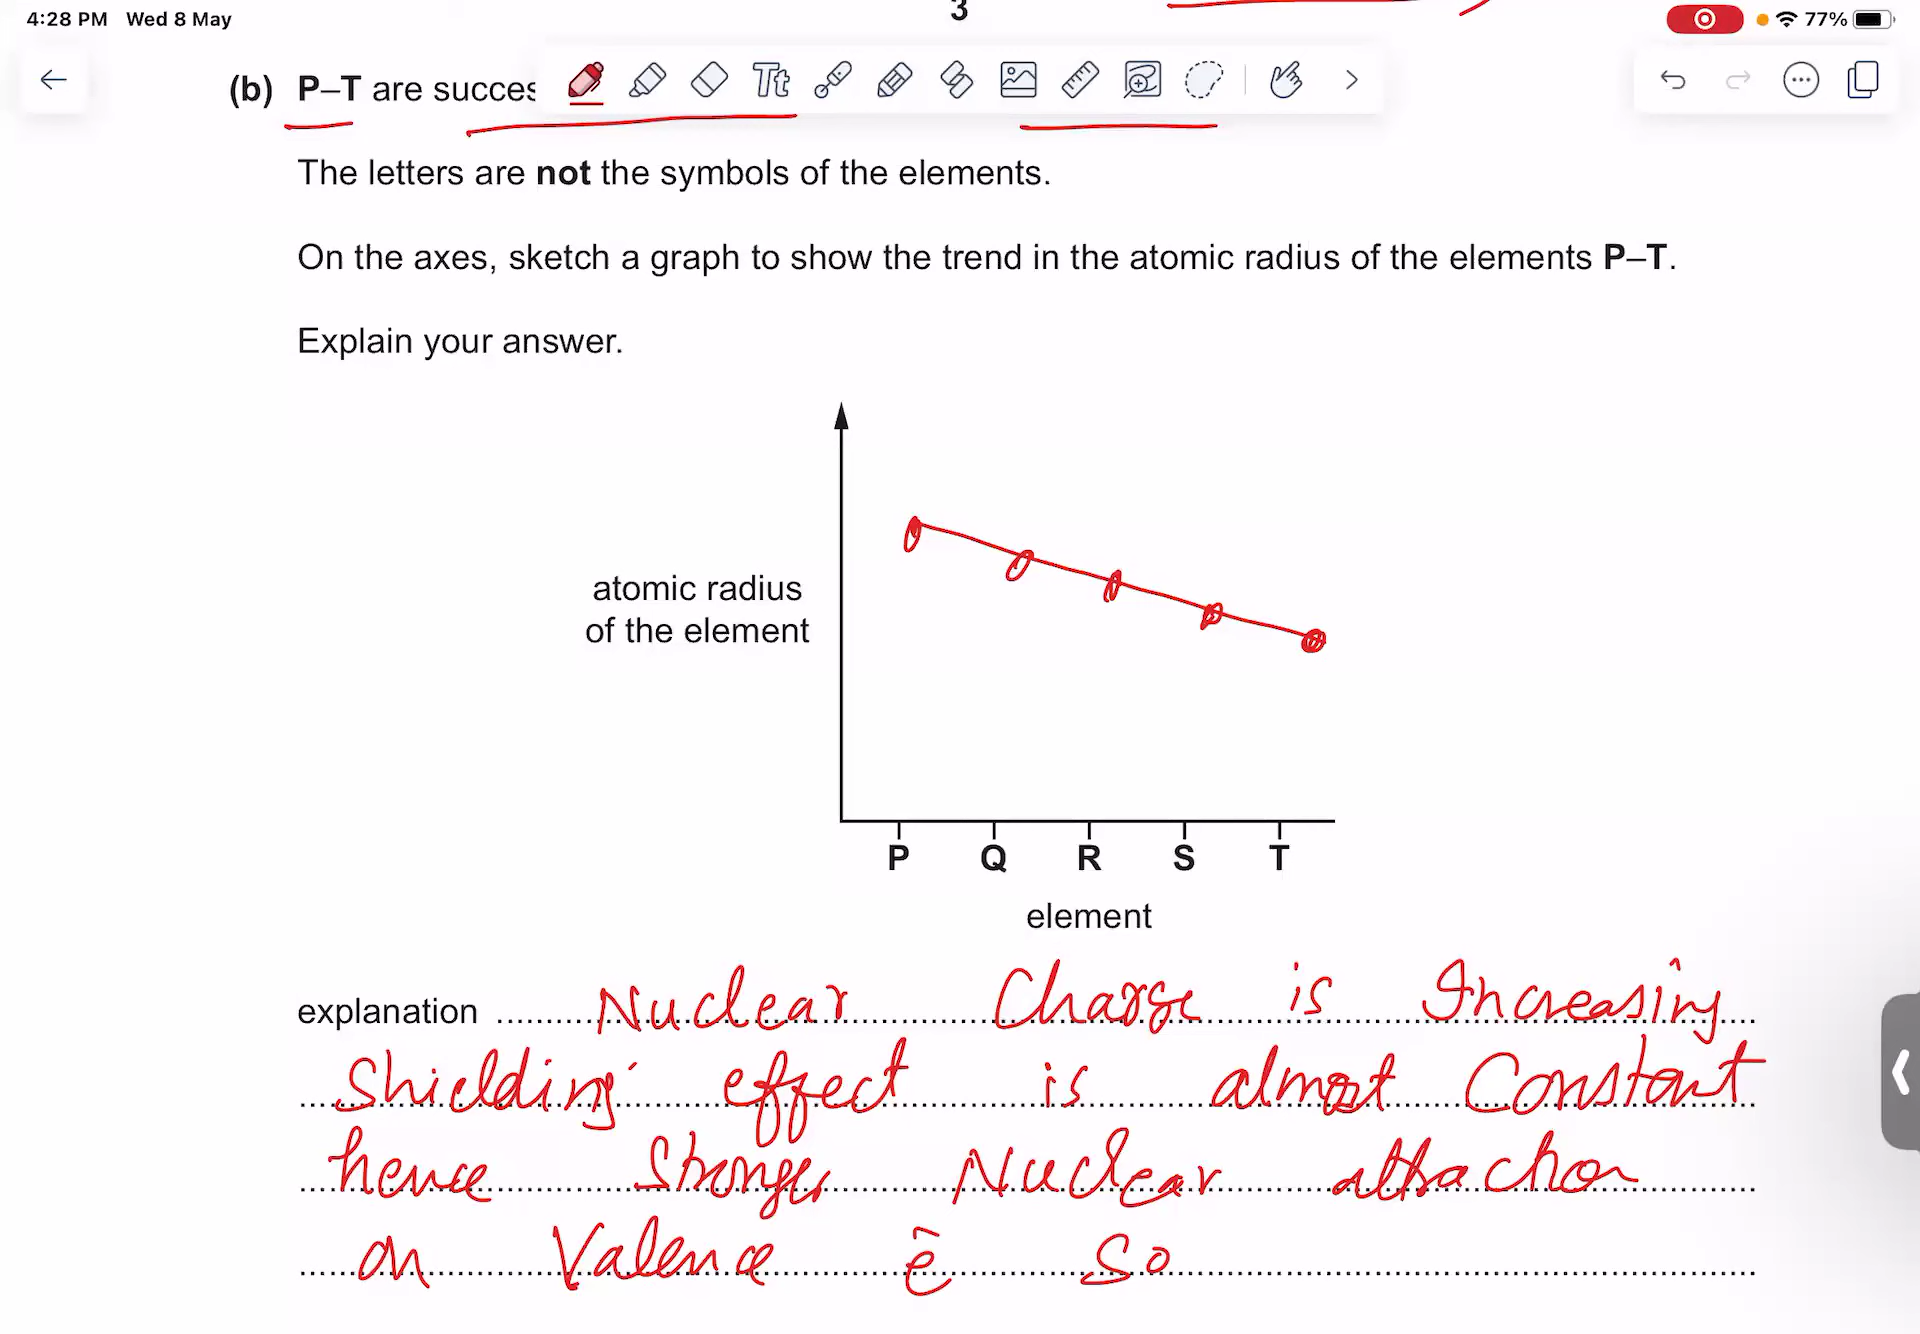 4:28 PM Wed 8 May
3
77%
(b) P–T are succes
Tt
The letters are not the symbols of the elements.
On the axes, sketch a graph to show the trend in the atomic radius of the elements P–T.
Explain your answer.
atomic radius
of the element
P Q R S T
element
explanation Nuclear Charge is Increasing
Shielding effect is almost Constant
hence Stronger Nuclear attraction
on Valence ē So